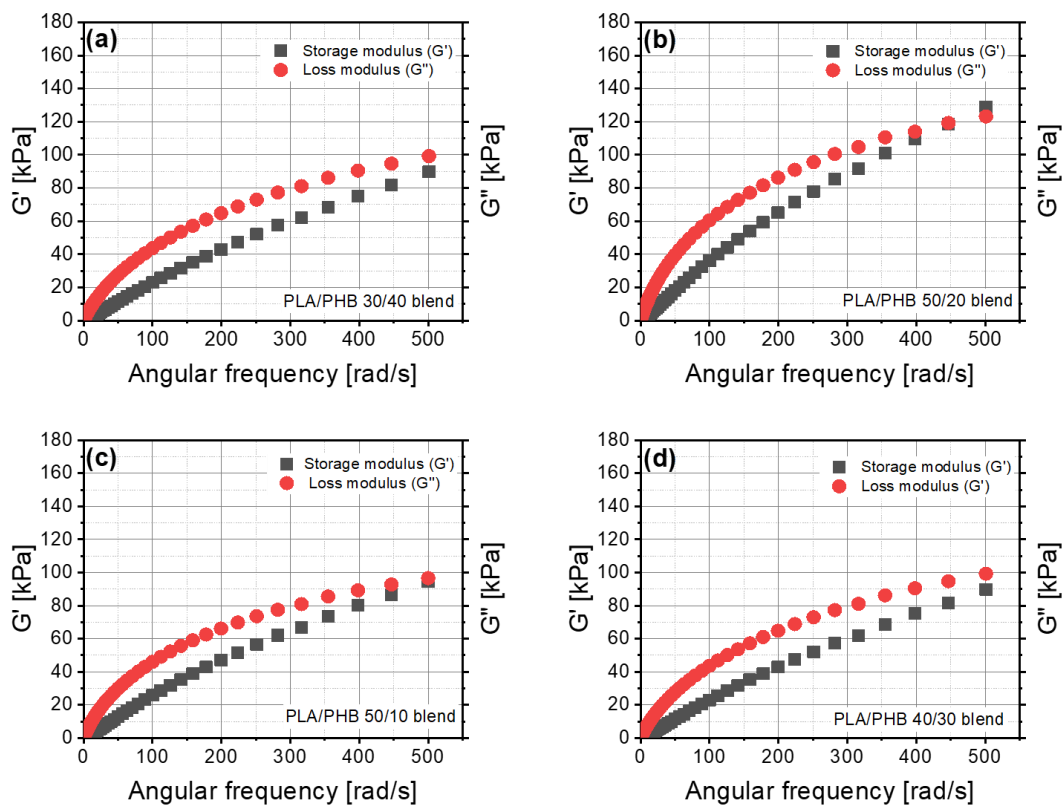 (a)
Storage modulus (G')
Loss modulus (G'')
180
160
140
120
100
80
60
40
20
0
G' [kPa]
G'' [kPa]
PLA/PHB 30/40 blend
0 100 200 300 400 500
Angular frequency [rad/s]
(b)
Storage modulus (G')
Loss modulus (G'')
180
160
140
120
100
80
60
40
20
0
G' [kPa]
G'' [kPa]
PLA/PHB 50/20 blend
0 100 200 300 400 500
Angular frequency [rad/s]
(c)
Storage modulus (G')
Loss modulus (G'')
180
160
140
120
100
80
60
40
20
0
G' [kPa]
G'' [kPa]
PLA/PHB 50/10 blend
0 100 200 300 400 500
Angular frequency [rad/s]
(d)
Storage modulus (G')
Loss modulus (G')
180
160
140
120
100
80
60
40
20
0
G' [kPa]
G'' [kPa]
PLA/PHB 40/30 blend
0 100 200 300 400 500
Angular frequency [rad/s]